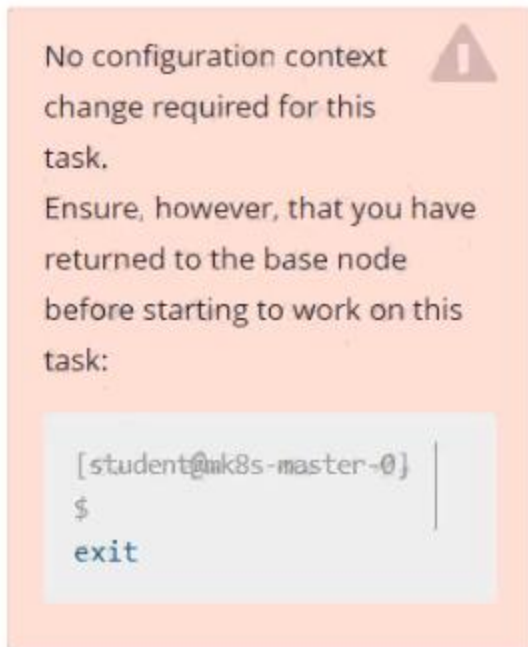 No configuration context
change required for this
task.
Ensure, however, that you have
returned to the base node
before starting to work on this
task:
[student@mk8s-master-0}
$
exit